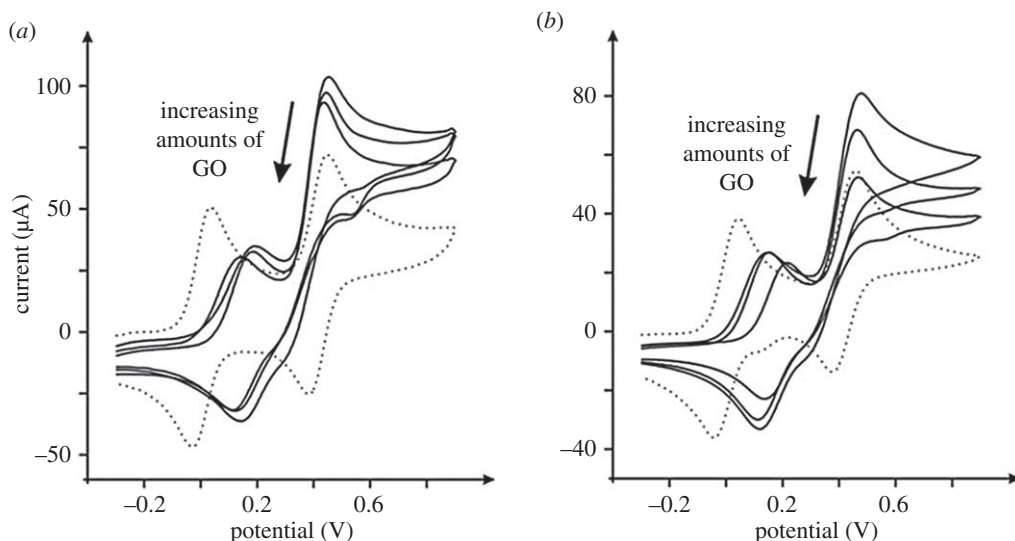 (a)
100
50
0
–50
current (µA)
increasing
amounts of
GO
–0.2
0.2
0.6
potential (V)
(b)
80
40
0
–40
increasing
amounts of
GO
–0.2
0.2
0.6
potential (V)